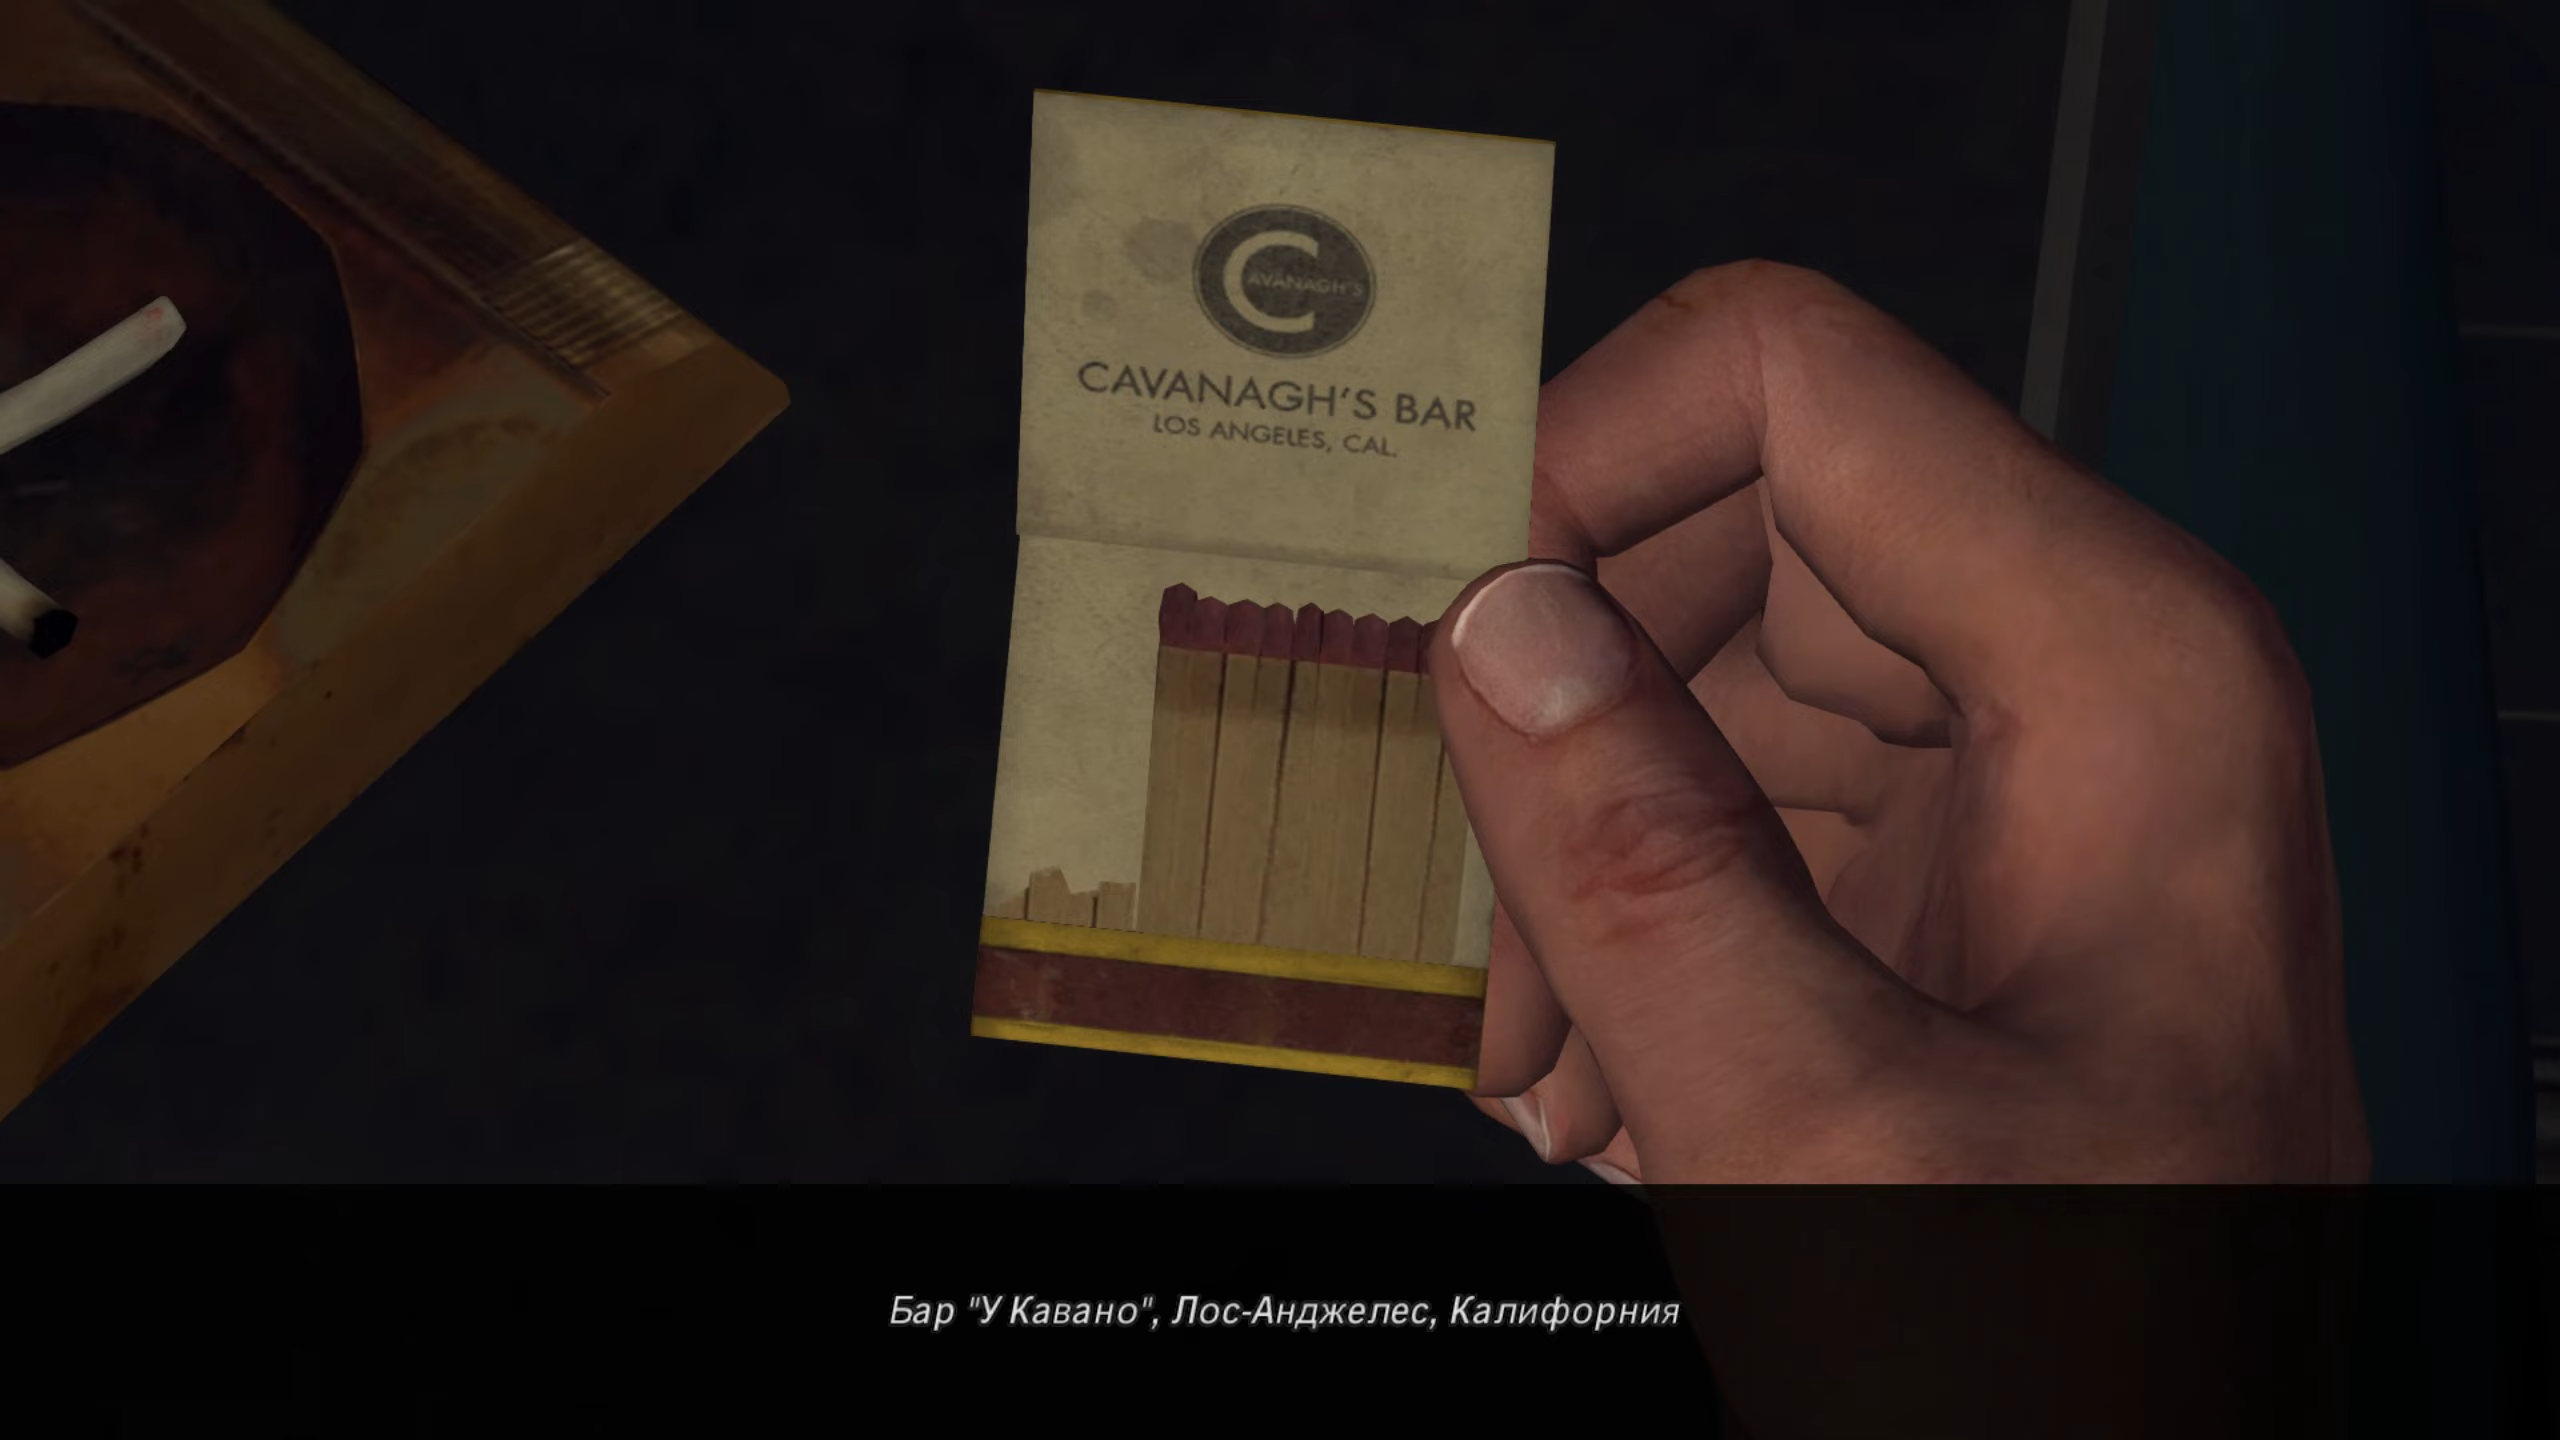 CAVANAGH'S
CAVANAGH'S BAR
LOS ANGELES, CAL.
Бар "У Кавано", Лос-Анджелес, Калифорния